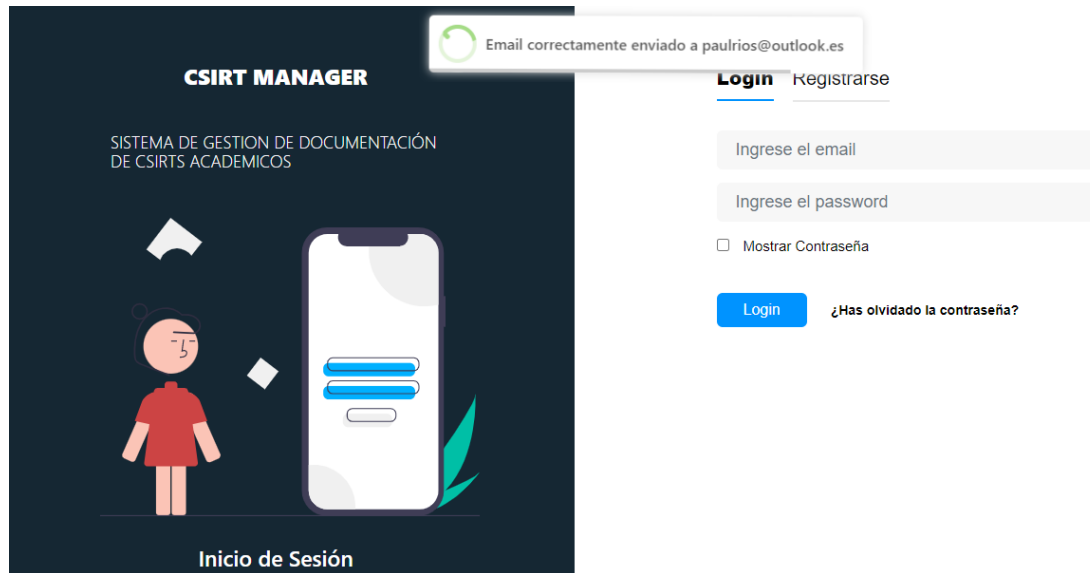 Email correctamente enviado a paulrios@outlook.es
CSIRT MANAGER
SISTEMA DE GESTION DE DOCUMENTACIÓN
DE CSIRTS ACADEMICOS
Inicio de Sesión
Login Registrarse
Ingrese el email
Ingrese el password
Mostrar Contraseña
Login ¿Has olvidado la contraseña?